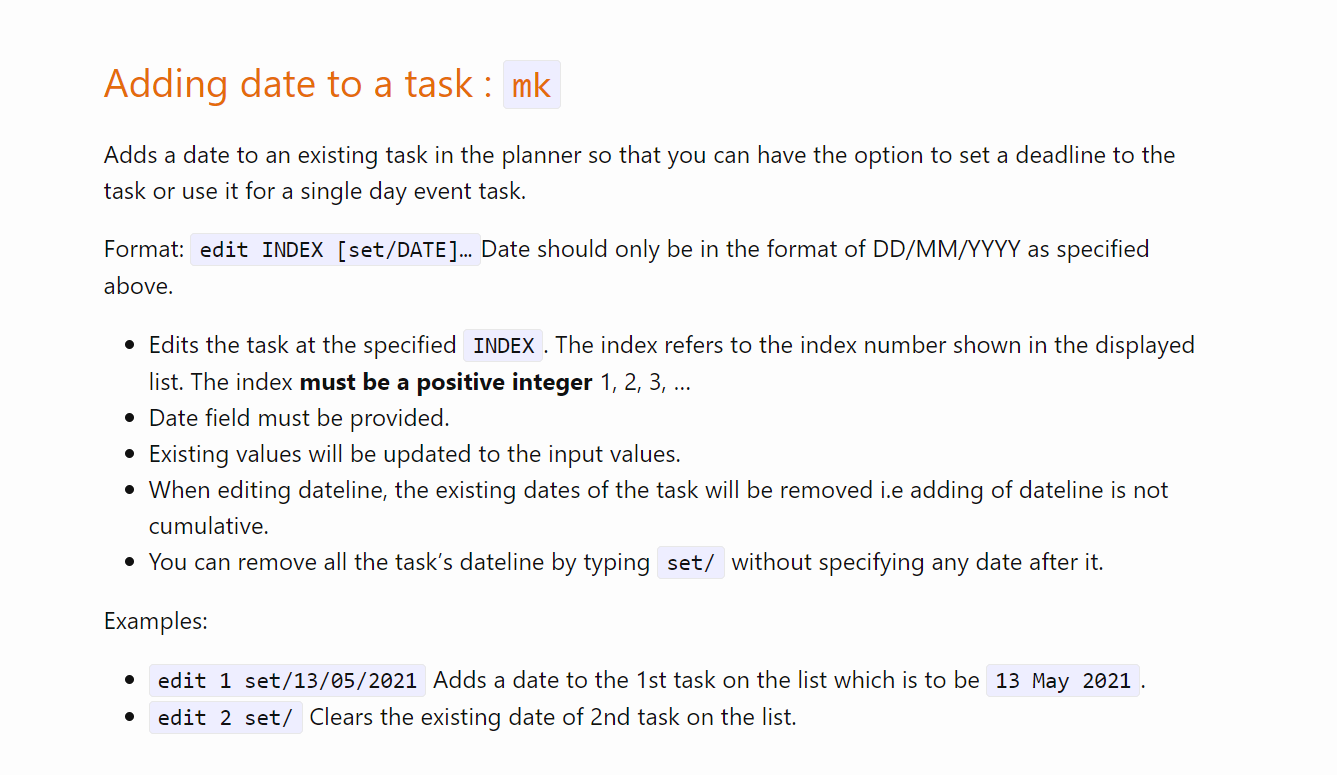 Adding date to a task : mk
Adds a date to an existing task in the planner so that you can have the option to set a deadline to the
task or use it for a single day event task.
Format: edit INDEX [set/DATE]… Date should only be in the format of DD/MM/YYYY as specified
above.
• Edits the task at the specified INDEX. The index refers to the index number shown in the displayed
list. The index must be a positive integer 1, 2, 3, …
• Date field must be provided.
• Existing values will be updated to the input values.
• When editing dateline, the existing dates of the task will be removed i.e adding of dateline is not
cumulative.
• You can remove all the task’s dateline by typing set/ without specifying any date after it.
Examples:
• edit 1 set/13/05/2021 Adds a date to the 1st task on the list which is to be 13 May 2021.
• edit 2 set/ Clears the existing date of 2nd task on the list.